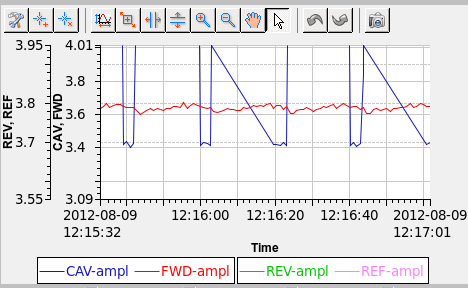 3.95
3.8
3.7
3.55
REV, REF
4.01
3.8
3.6
3.4
3.09
CAV, FWD
2012-08-09
12:15:32
12:16:00
12:16:20
12:16:40
2012-08-09
12:17:01
Time
CAV-ampl
FWD-ampl
REV-ampl
REF-ampl